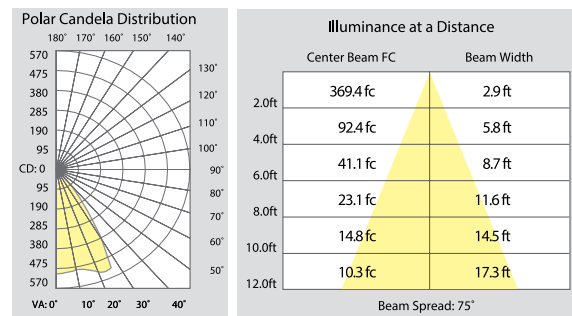 Polar Candela Distribution
180° 170° 160° 150° 140°
570
475
380
285
190
95
CD: 0
95
190
285
380
475
570
130°
120°
110°
100°
90°
80°
70°
60°
50°
VA: 0° 10° 20° 30° 40°
Illuminance at a Distance
Center Beam FC Beam Width
2.0ft 369.4 fc 2.9 ft
4.0ft 92.4 fc 5.8 ft
6.0ft 41.1 fc 8.7 ft
8.0ft 23.1 fc 11.6 ft
10.0ft 14.8 fc 14.5 ft
12.0ft 10.3 fc 17.3 ft
Beam Spread: 75°